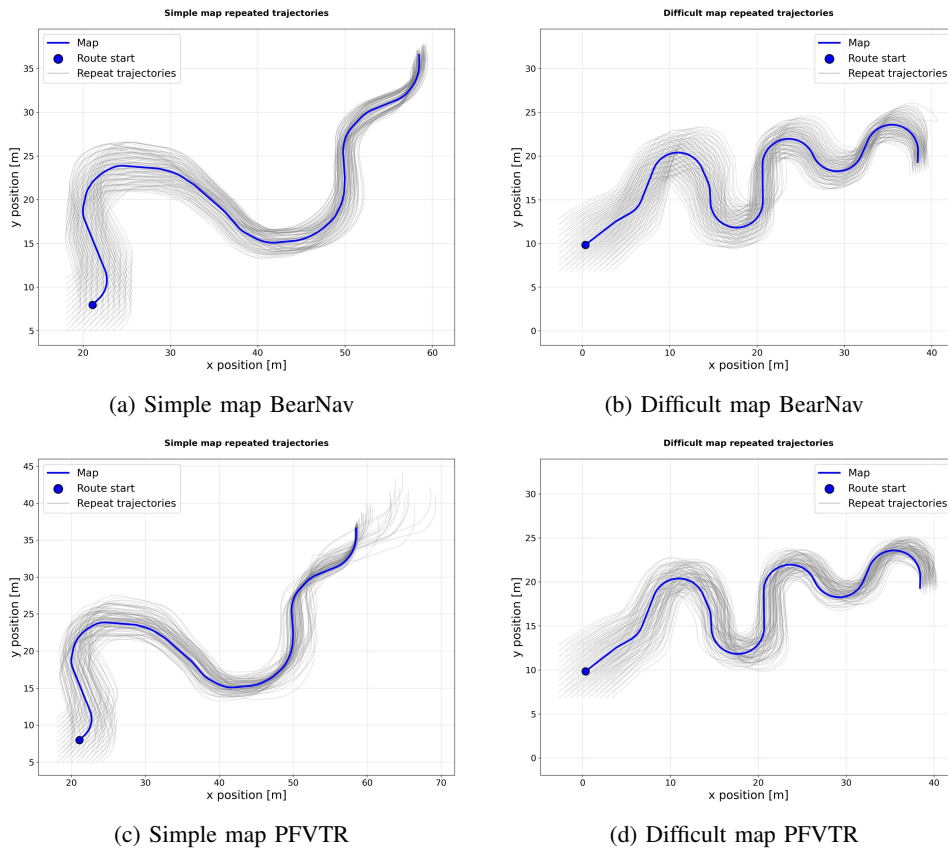 Simple map repeated trajectories
Map
Route start
Repeat trajectories
35
30
25
20
15
10
5
y position [m]
20
30
40
50
60
x position [m]
(a) Simple map BearNav
Difficult map repeated trajectories
Map
Route start
Repeat trajectories
30
25
20
15
10
5
0
y position [m]
0
10
20
30
40
x position [m]
(b) Difficult map BearNav
Simple map repeated trajectories
Map
Route start
Repeat trajectories
45
40
35
30
25
20
15
10
5
y position [m]
20
30
40
50
60
70
x position [m]
(c) Simple map PFVTR
Difficult map repeated trajectories
Map
Route start
Repeat trajectories
30
25
20
15
10
5
0
y position [m]
0
10
20
30
40
x position [m]
(d) Difficult map PFVTR